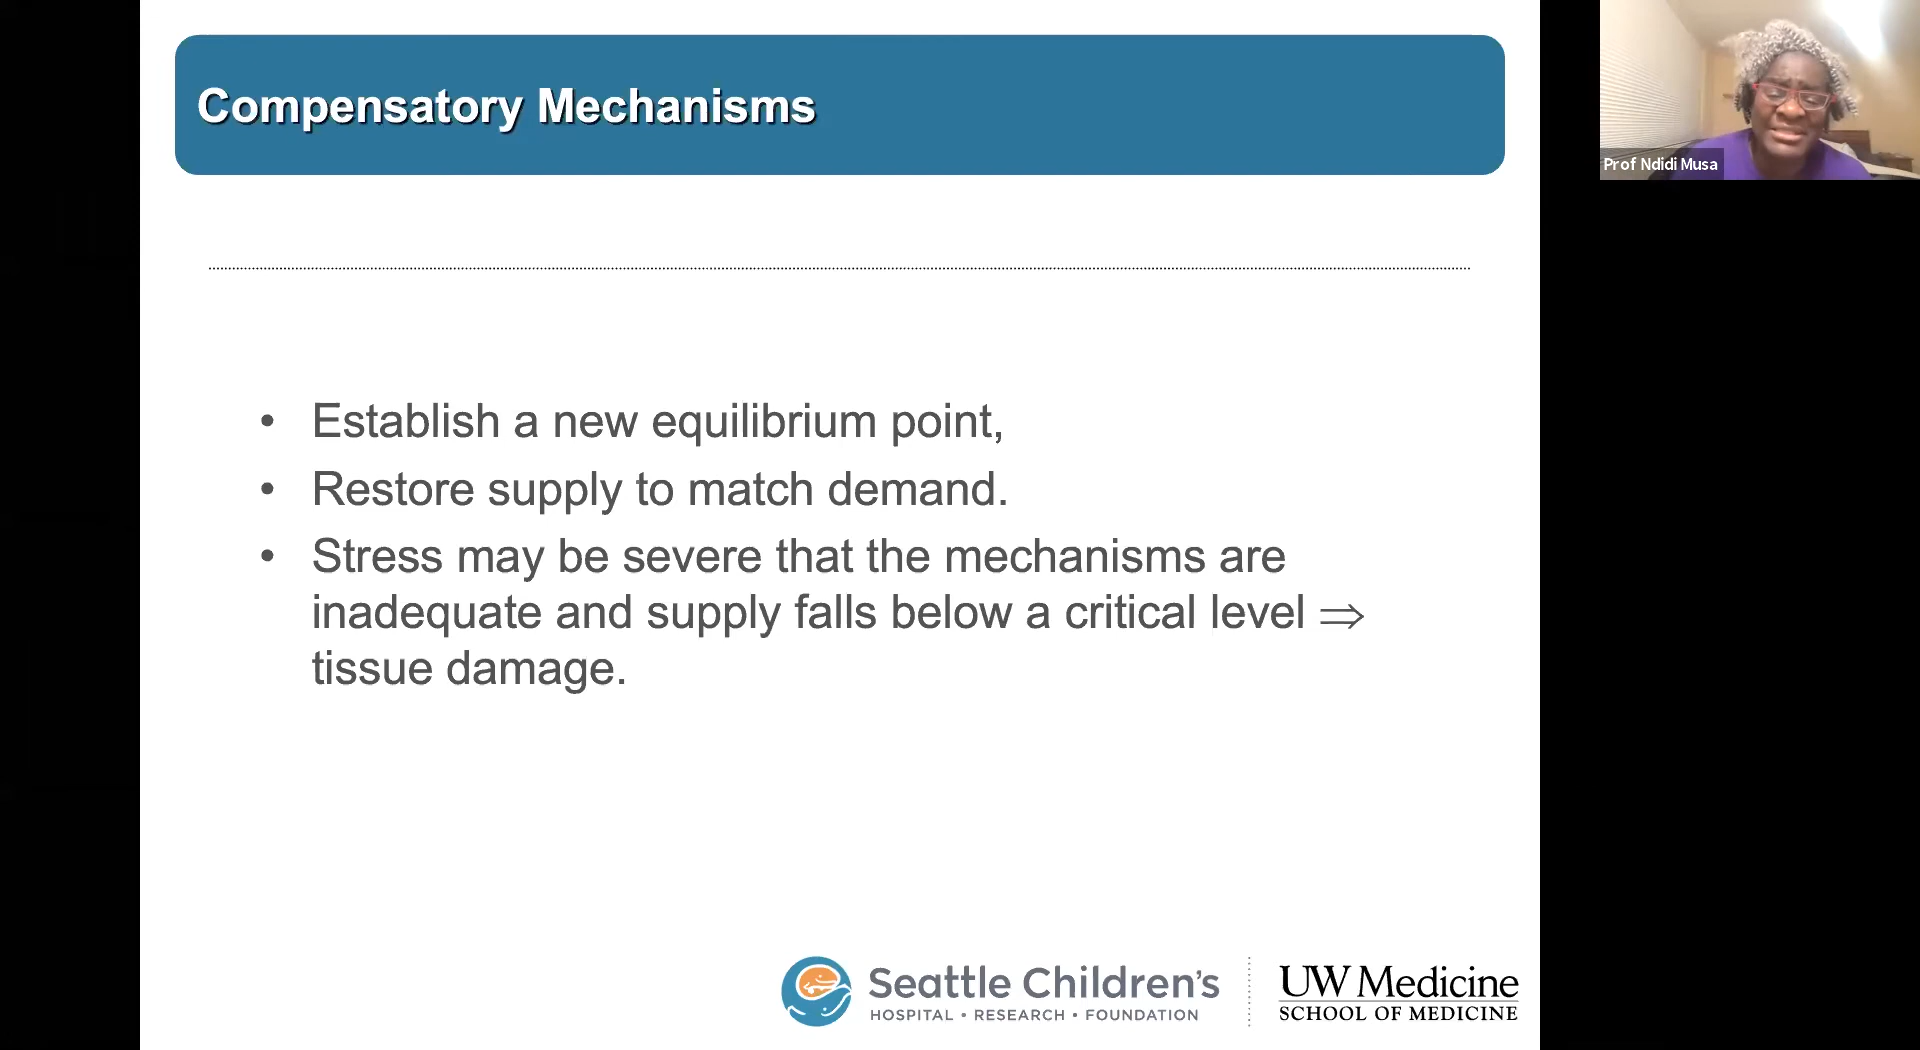 Compensatory Mechanisms
Prof Ndidi Musa
• Establish a new equilibrium point,
• Restore supply to match demand.
• Stress may be severe that the mechanisms are
inadequate and supply falls below a critical level ⇒
tissue damage.
Seattle Children's
HOSPITAL • RESEARCH • FOUNDATION
UW Medicine
SCHOOL OF MEDICINE